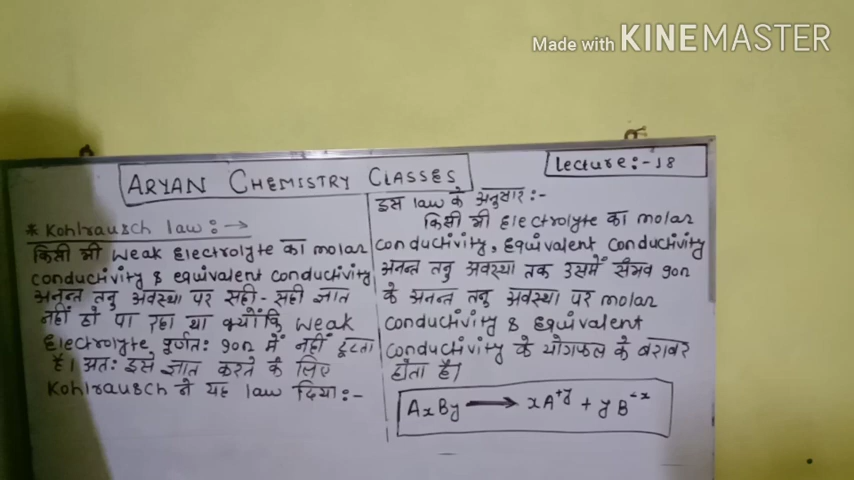 Made with KINEMASTER
ARYAN CHEMISTRY CLASSES
Lecture:-18
* Kohlrausch law:→
किसी भी weak Electrolyte का molar
conductivity & equivalent conductivity
अनन्त तनु अवस्था पर सही-सही ज्ञात
नहीं हो पा रहा था क्योंकि weak
Electrolyte पूर्णतः Ion में नहीं टूटता
है। अतः इसे ज्ञात करने के लिए
Kohlrausch ने यह law दिया:-
इस law के अनुसार:-
किसी भी Electrolyte का molar
conductivity, Equivalent conductivity
अनन्त तनु अवस्था तक उसमें संभव Ion
के अनन्त तनु अवस्था पर molar
conductivity & Equivalent
conductivity के योगफल के बराबर
होता है।
AxBy → xA⁺ʸ + yB⁻ˣ